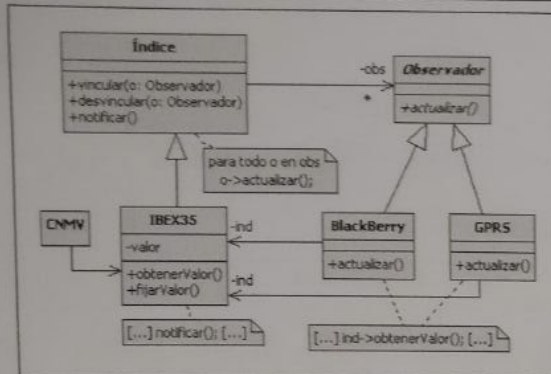 Índice
+vincular(o: Observador)
+desvincular(o: Observador)
+notificar()
-obs
*
Observador
+actualizar()
para todo o en obs
o->actualizar();
CNMV
IBEX35
-valor
+obtenerValor()
+fijarValor()
-ind
-ind
BlackBerry
+actualizar()
GPRS
+actualizar()
[...] notificar(); [...]
[...] ind->obtenerValor(); [...]